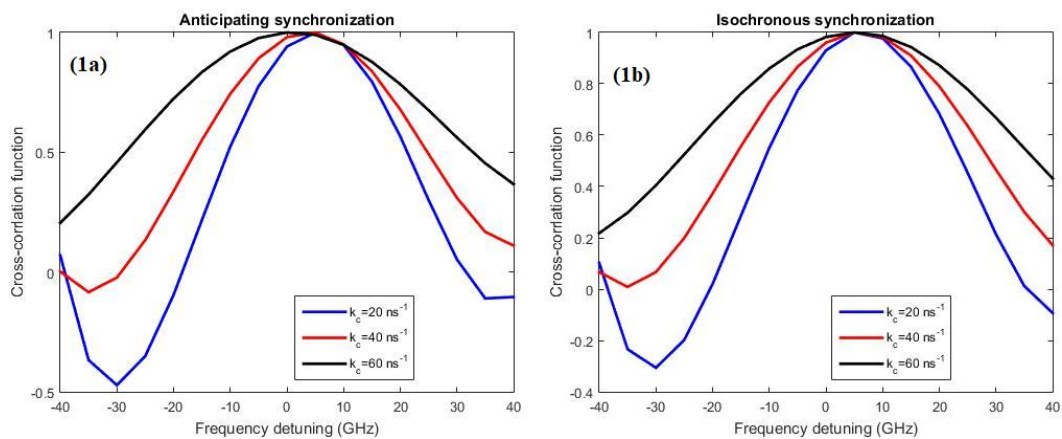 Anticipating synchronization
(1a)
Cross-corrlation function
1
0.5
0
-0.5
k_c=20 ns^-1
k_c=40 ns^-1
k_c=60 ns^-1
-40 -30 -20 -10 0 10 20 30 40
Frequency detuning (GHz)
Isochronous synchronization
(1b)
Cross-corrlation function
1
0.8
0.6
0.4
0.2
0
-0.2
-0.4
k_c=20 ns^-1
k_c=40 ns^-1
k_c=60 ns^-1
-40 -30 -20 -10 0 10 20 30 40
Frequency detuning (GHz)